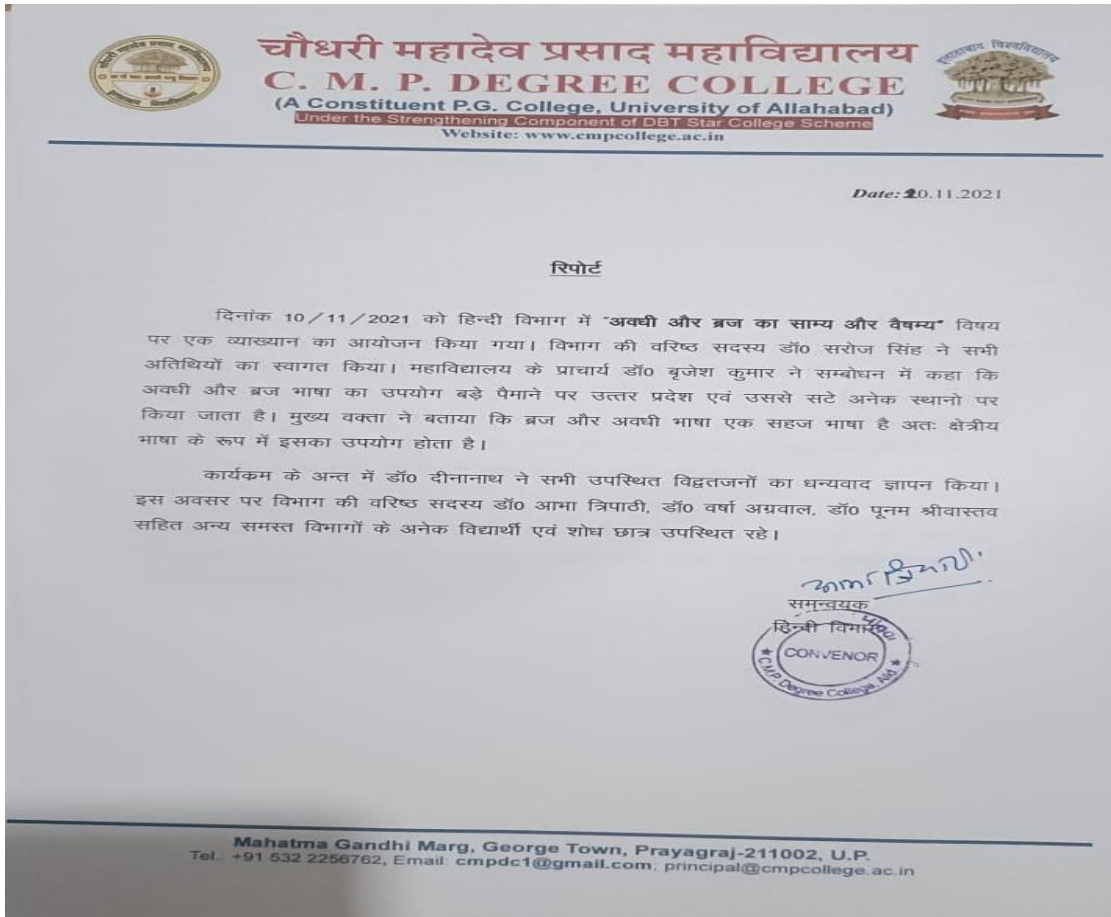 चौधरी महादेव प्रसाद महाविद्यालय
C. M. P. DEGREE COLLEGE
(A Constituent P.G. College, University of Allahabad)
Under the Strengthening Component of DBT Star College Scheme
Website: www.cmpcollege.ac.in
Date: 20.11.2021
रिपोर्ट
दिनांक 10/11/2021 को हिन्दी विभाग में "अवधी और ब्रज का साम्य और वैषम्य" विषय
पर एक व्याख्यान का आयोजन किया गया। विभाग की वरिष्ठ सदस्य डॉ0 सरोज सिंह ने सभी
अतिथियों का स्वागत किया। महाविद्यालय के प्राचार्य डॉ0 बृजेश कुमार ने सम्बोधन में कहा कि
अवधी और ब्रज भाषा का उपयोग बड़े पैमाने पर उत्तर प्रदेश एवं उससे सटे अनेक स्थानो पर
किया जाता है। मुख्य वक्ता ने बताया कि ब्रज और अवधी भाषा एक सहज भाषा है अतः क्षेत्रीय
भाषा के रूप में इसका उपयोग होता है।
कार्यकम के अन्त में डॉ0 दीनानाथ ने सभी उपस्थित विद्वतजनों का धन्यवाद ज्ञापन किया।
इस अवसर पर विभाग की वरिष्ठ सदस्य डॉ0 आभा त्रिपाठी, डॉ0 वर्षा अग्रवाल, डॉ0 पूनम श्रीवास्तव
सहित अन्य समस्त विभागों के अनेक विद्यार्थी एवं शोध छात्र उपस्थित रहे।
आभा त्रिपाठी
समन्वयक
हिन्दी विभाग
CONVENOR
C.M.P. Degree College, Alld
Mahatma Gandhi Marg, George Town, Prayagraj-211002, U.P.
Tel.: +91 532 2256762, Email: cmpdc1@gmail.com; principal@cmpcollege.ac.in